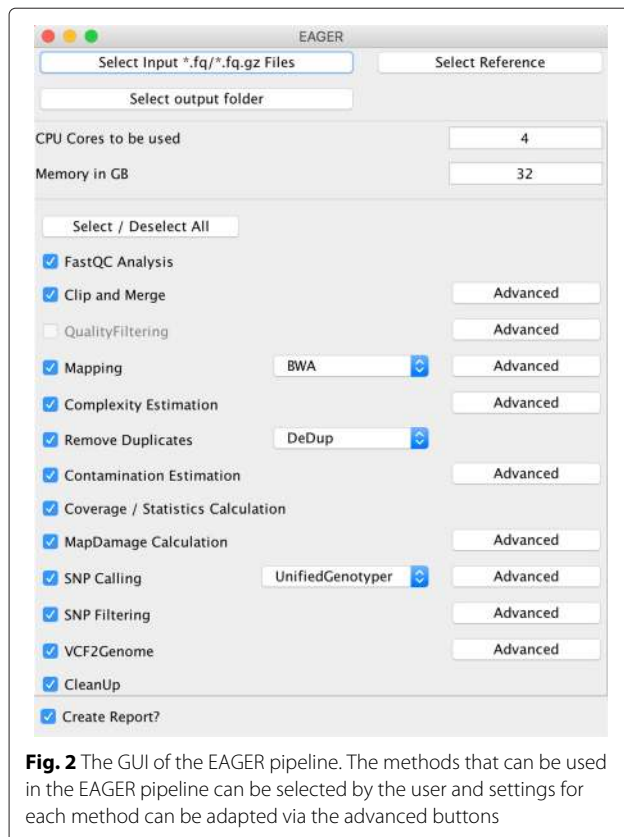 EAGER
Select Input *.fq/*.fq.gz Files Select Reference
Select output folder
CPU Cores to be used 4
Memory in GB 32
Select / Deselect All
FastQC Analysis
Clip and Merge Advanced
QualityFiltering Advanced
Mapping BWA Advanced
Complexity Estimation Advanced
Remove Duplicates DeDup
Contamination Estimation Advanced
Coverage / Statistics Calculation
MapDamage Calculation Advanced
SNP Calling UnifiedGenotyper Advanced
SNP Filtering Advanced
VCF2Genome Advanced
CleanUp
Create Report?
Fig. 2 The GUI of the EAGER pipeline. The methods that can be used
in the EAGER pipeline can be selected by the user and settings for
each method can be adapted via the advanced buttons